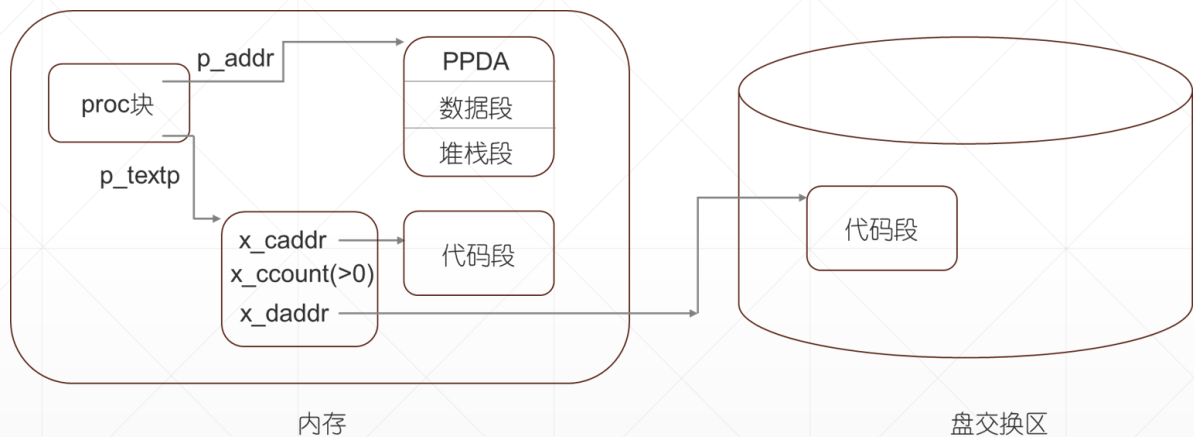 p_addr
PPDA
proc块
数据段
堆栈段
p_textp
x_caddr
代码段
代码段
x_ccount(>0)
x_daddr
内存
盘交换区